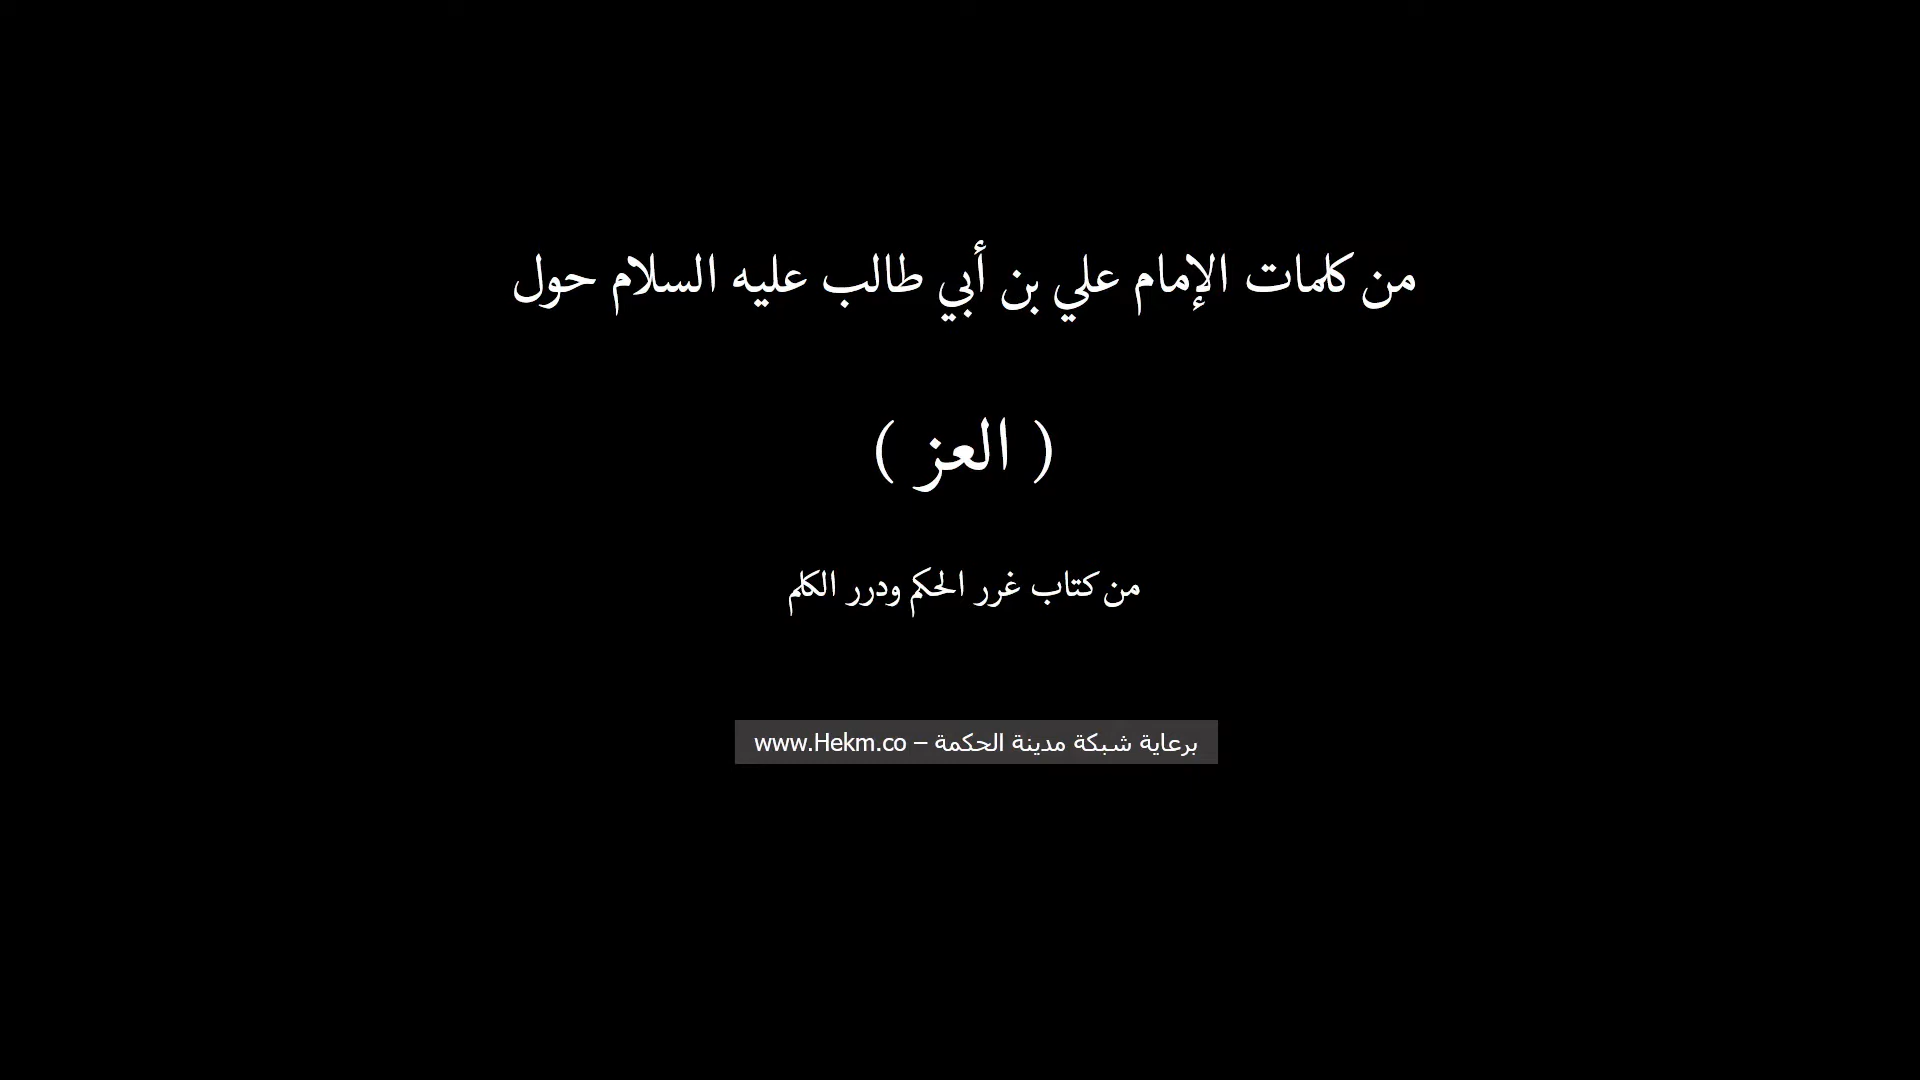 من كلمات الإمام علي بن أبي طالب عليه السلام حول
( العز )
من كتاب غرر الحكم ودرر الكلم
برعاية شبكة مدينة الحكمة – www.Hekm.co